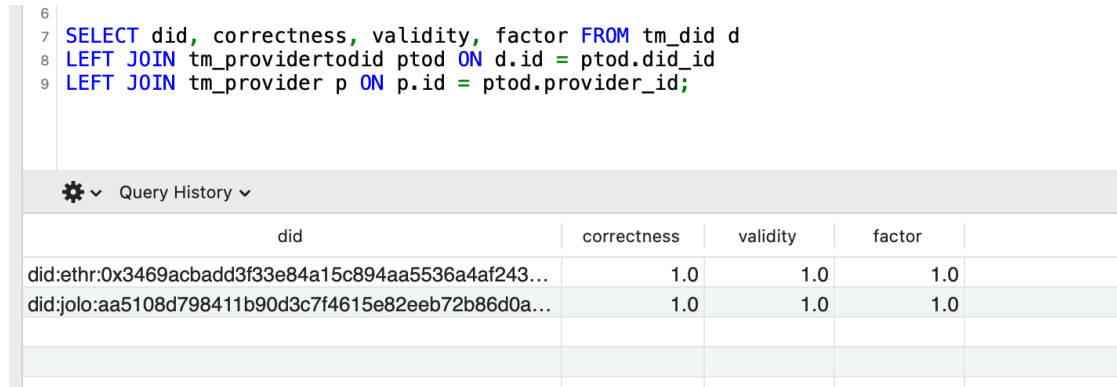 6
7 SELECT did, correctness, validity, factor FROM tm_did d
8 LEFT JOIN tm_providertodid ptod ON d.id = ptod.did_id
9 LEFT JOIN tm_provider p ON p.id = ptod.provider_id;
Query History
did correctness validity factor
did:ethr:0x3469acbadd3f33e84a15c894aa5536a4af243... 1.0 1.0 1.0
did:jolo:aa5108d798411b90d3c7f4615e82eeb72b86d0a... 1.0 1.0 1.0